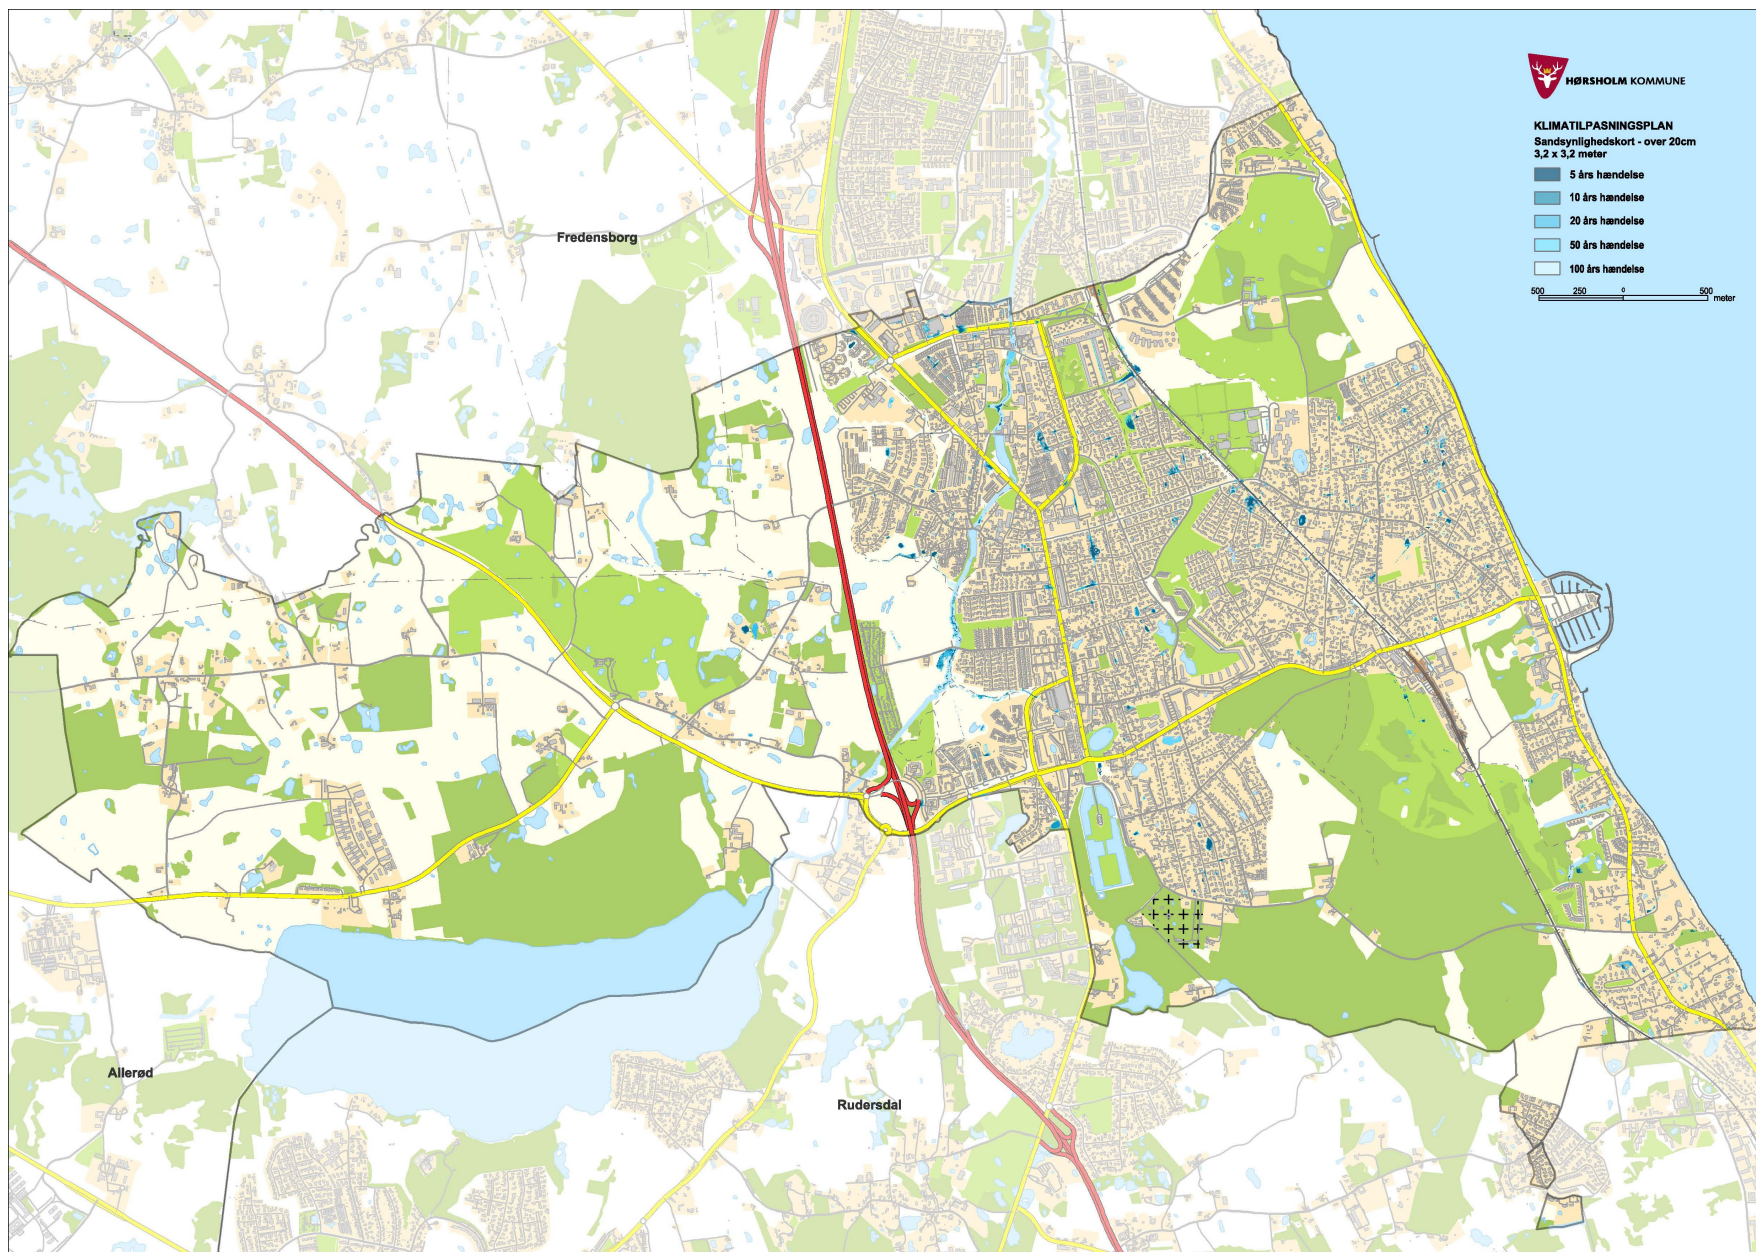 HØRSHOLM KOMMUNE
KLIMATILPASNINGSPLAN
Sandsynlighedskort - over 20cm
3,2 x 3,2 meter
5 års hændelse
10 års hændelse
20 års hændelse
50 års hændelse
100 års hændelse
500 250 0 500 meter
Fredensborg
Allerød
Rudersdal